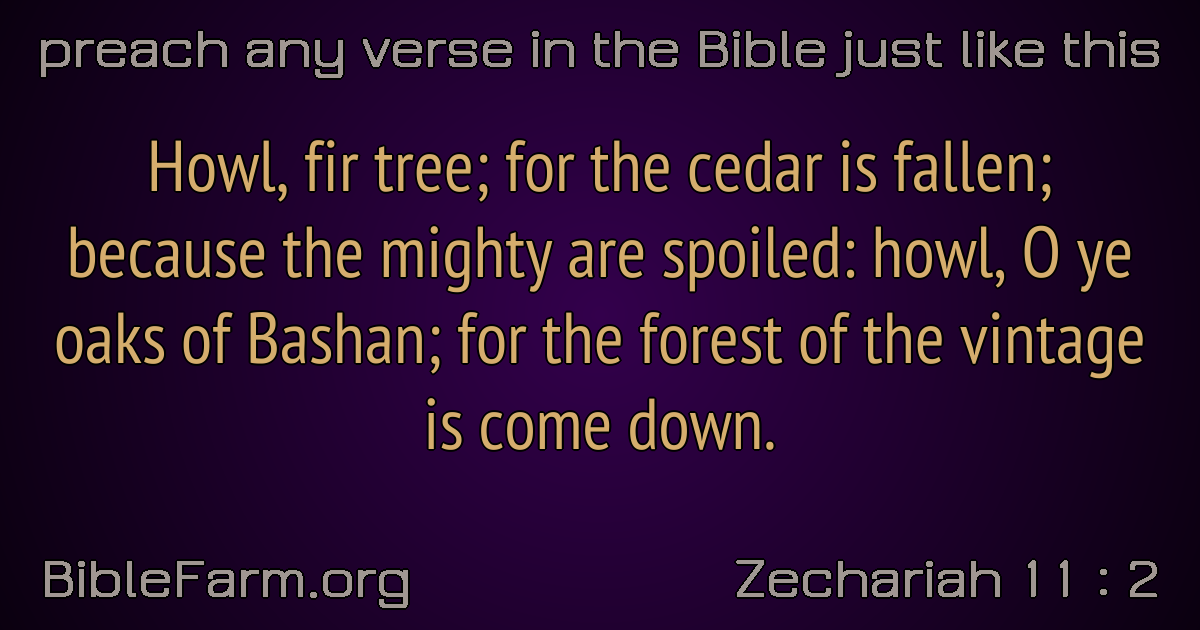 preach any verse in the Bible just like this
Howl, fir tree; for the cedar is fallen;
because the mighty are spoiled: howl, O ye
oaks of Bashan; for the forest of the vintage
is come down.
BibleFarm.org
Zechariah 11 : 2